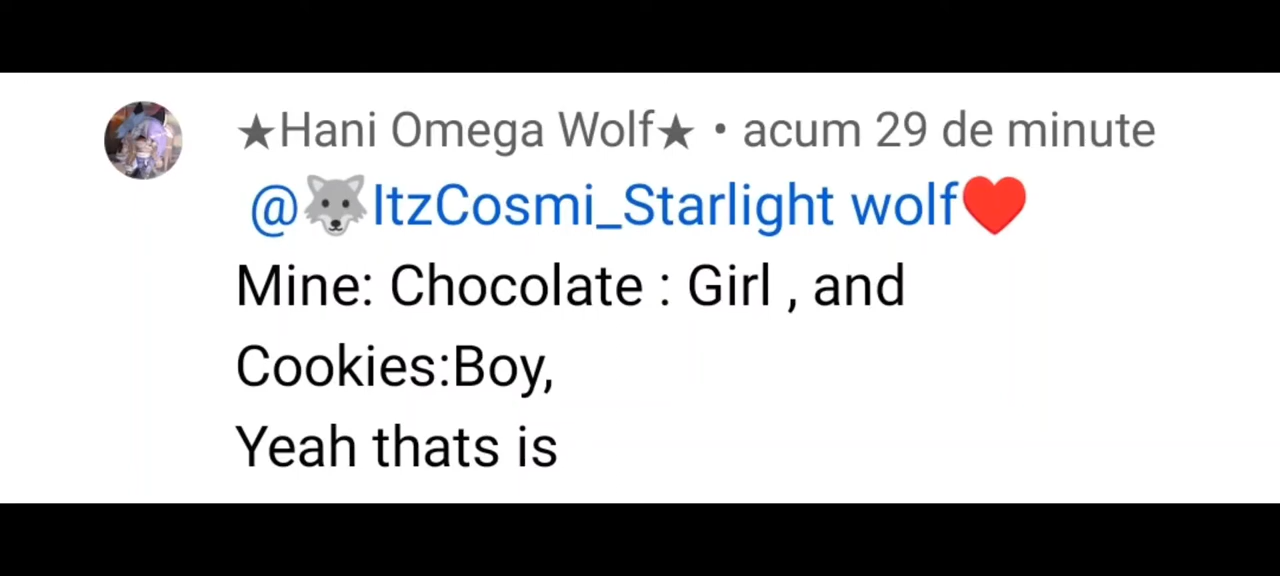 ★Hani Omega Wolf★ • acum 29 de minute
@🐺ItzCosmi_Starlight wolf❤️
Mine: Chocolate : Girl , and
Cookies:Boy,
Yeah thats is